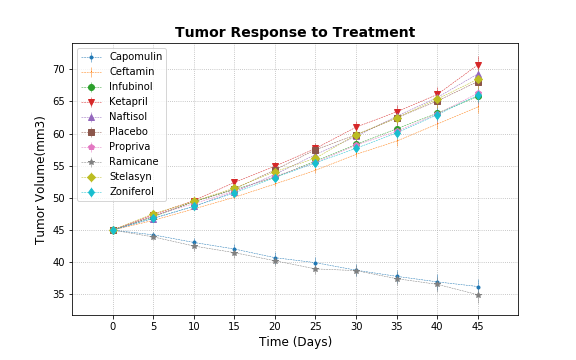 Tumor Response to Treatment
Capomulin
Ceftamin
Infubinol
Ketapril
Naftisol
Placebo
Propriva
Ramicane
Stelasyn
Zoniferol
Tumor Volume(mm3)
70
65
60
55
50
45
40
35
0 5 10 15 20 25 30 35 40 45
Time (Days)